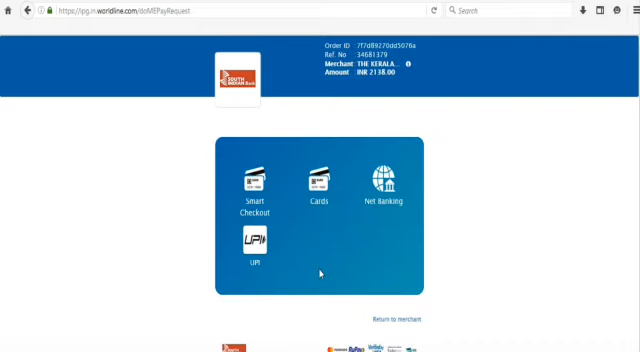 https://ipg.in.worldline.com/doMEPayRequest
Search
Order ID 7f7d89270dd5076a
Ref. No 34681379
Merchant THE KERALA...
Amount INR 2138.00
SOUTH
INDIAN Bank
Smart
Checkout
Cards
Net Banking
UPI
UPI
Return to merchant
RuPay